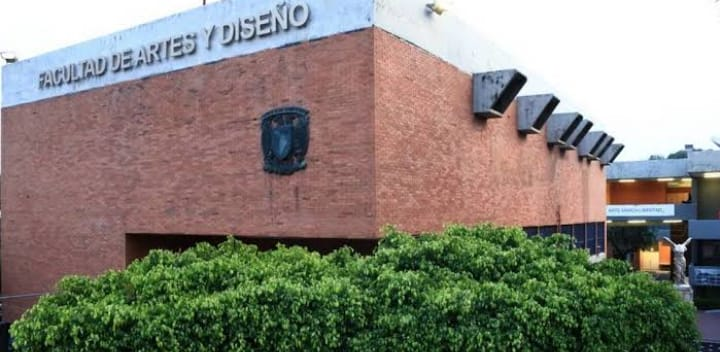 FACULTAD DE ARTES Y DISEÑO